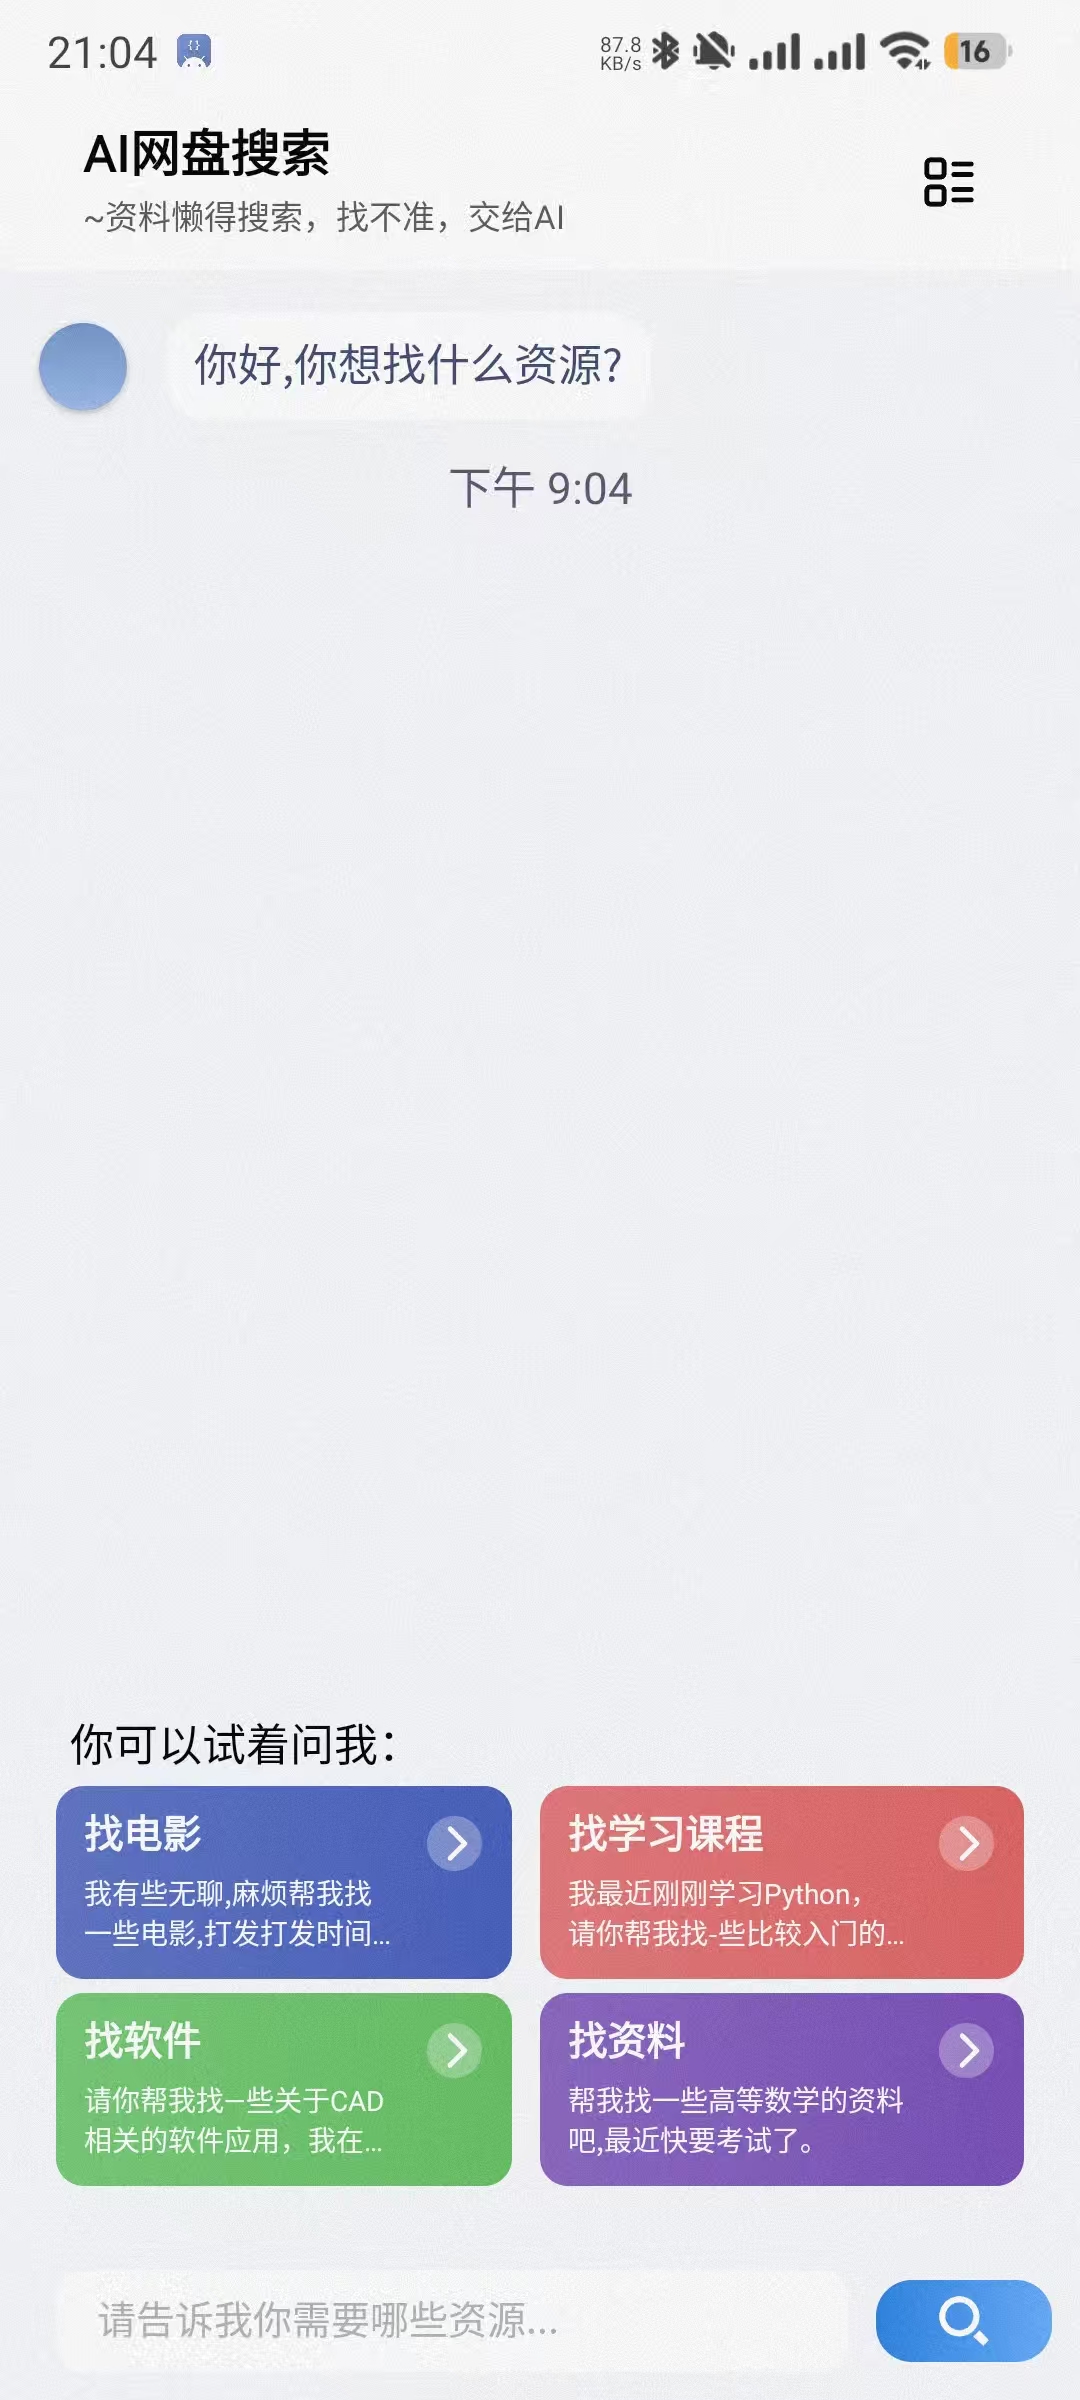 21:04
87.8
KB/s
16
AI网盘搜索
~资料懒得搜索，找不准，交给AI
你好,你想找什么资源?
下午 9:04
你可以试着问我：
找电影
我有些无聊,麻烦帮我找
一些电影,打发打发时间...
找学习课程
我最近刚刚学习Python，
请你帮我找-些比较入门的...
找软件
请你帮我找—些关于CAD
相关的软件应用，我在...
找资料
帮我找一些高等数学的资料
吧,最近快要考试了。
请告诉我你需要哪些资源...